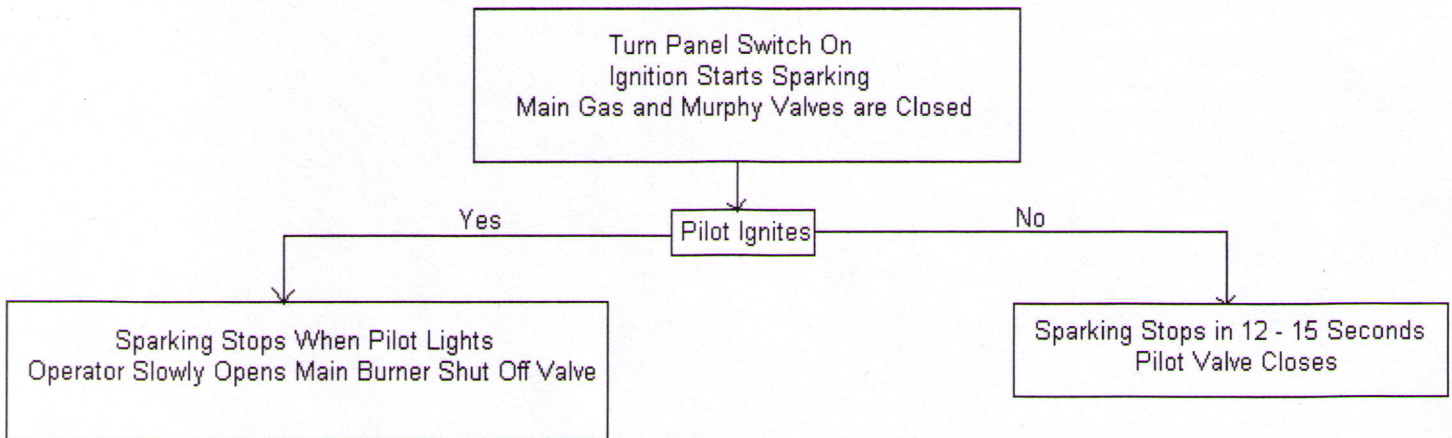 Turn Panel Switch On
Ignition Starts Sparking
Main Gas and Murphy Valves are Closed
Yes
Pilot Ignites
No
Sparking Stops When Pilot Lights
Operator Slowly Opens Main Burner Shut Off Valve
Sparking Stops in 12 - 15 Seconds
Pilot Valve Closes